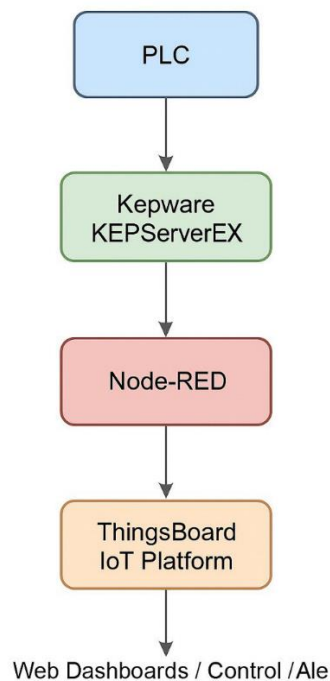 PLC
Kepware
KEPServerEX
Node-RED
ThingsBoard
IoT Platform
Web Dashboards / Control /Ale